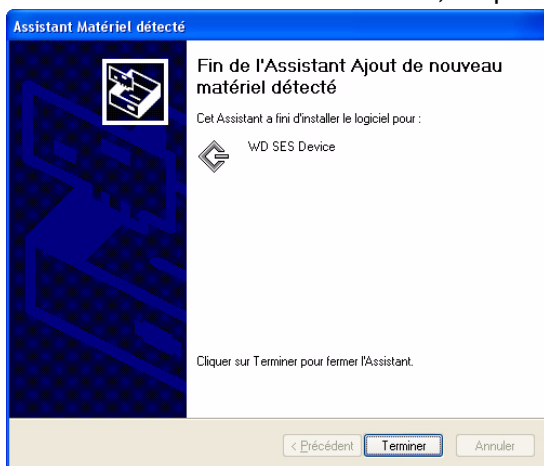 Assistant Matériel détecté
Fin de l'Assistant Ajout de nouveau
matériel détecté
Cet Assistant a fini d'installer le logiciel pour :
WD SES Device
Cliquer sur Terminer pour fermer l'Assistant.
< Précédent Terminer Annuler